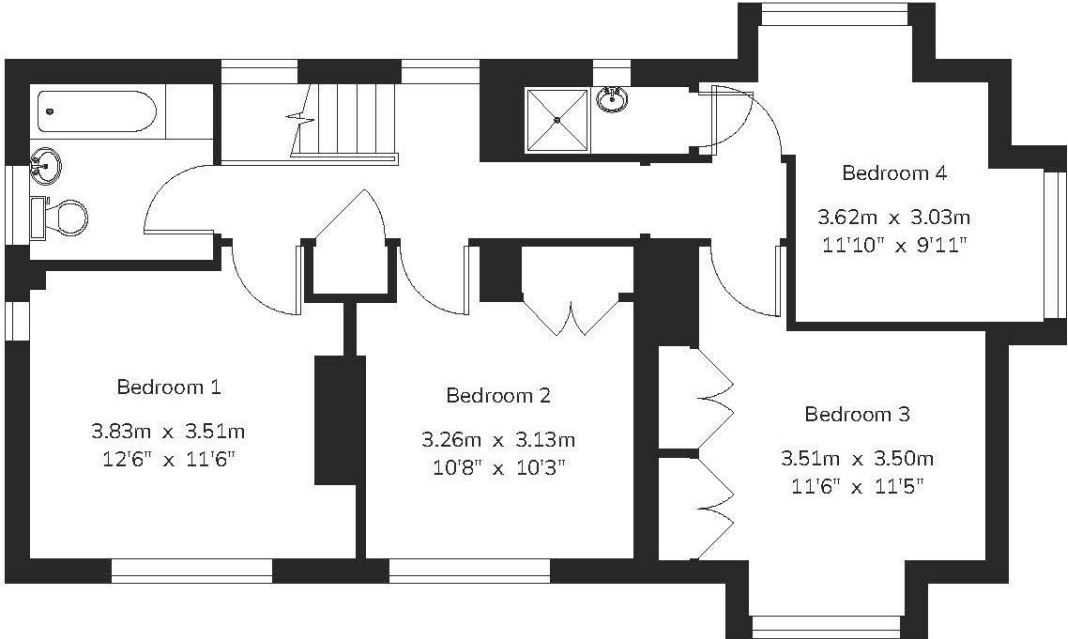 Bedroom 4
3.62m x 3.03m
11'10" x 9'11"
Bedroom 1
3.83m x 3.51m
12'6" x 11'6"
Bedroom 2
3.26m x 3.13m
10'8" x 10'3"
Bedroom 3
3.51m x 3.50m
11'6" x 11'5"